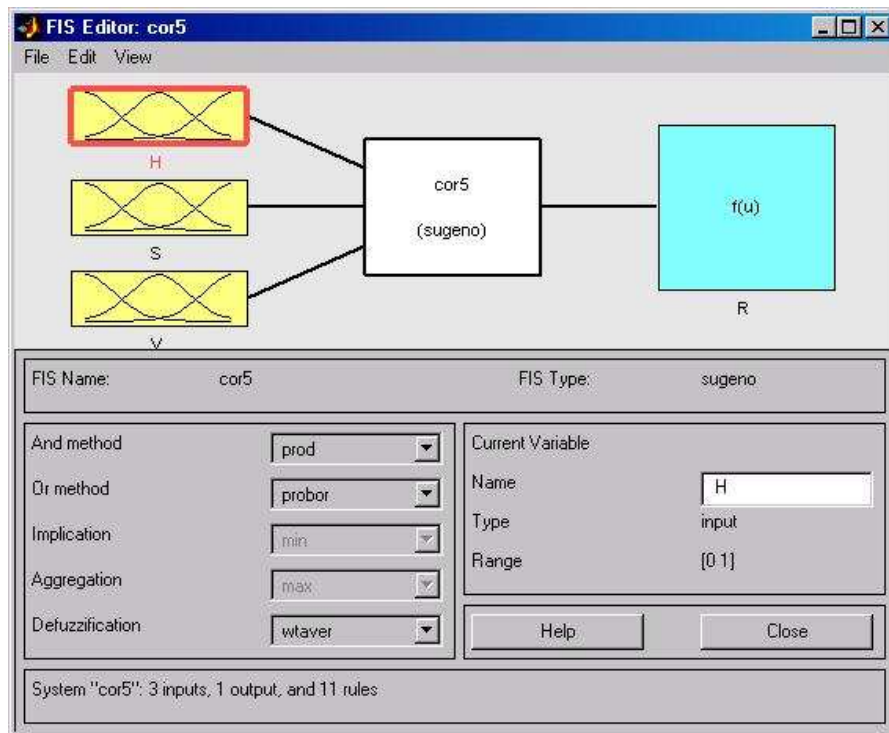 FIS Editor: cor5
File Edit View
H
S
V
cor5
(sugeno)
f(u)
R
FIS Name: cor5 FIS Type: sugeno
And method prod
Or method probor
Implication min
Aggregation max
Defuzzification wtaver
Current Variable
Name H
Type input
Range [0 1]
Help Close
System "cor5": 3 inputs, 1 output, and 11 rules